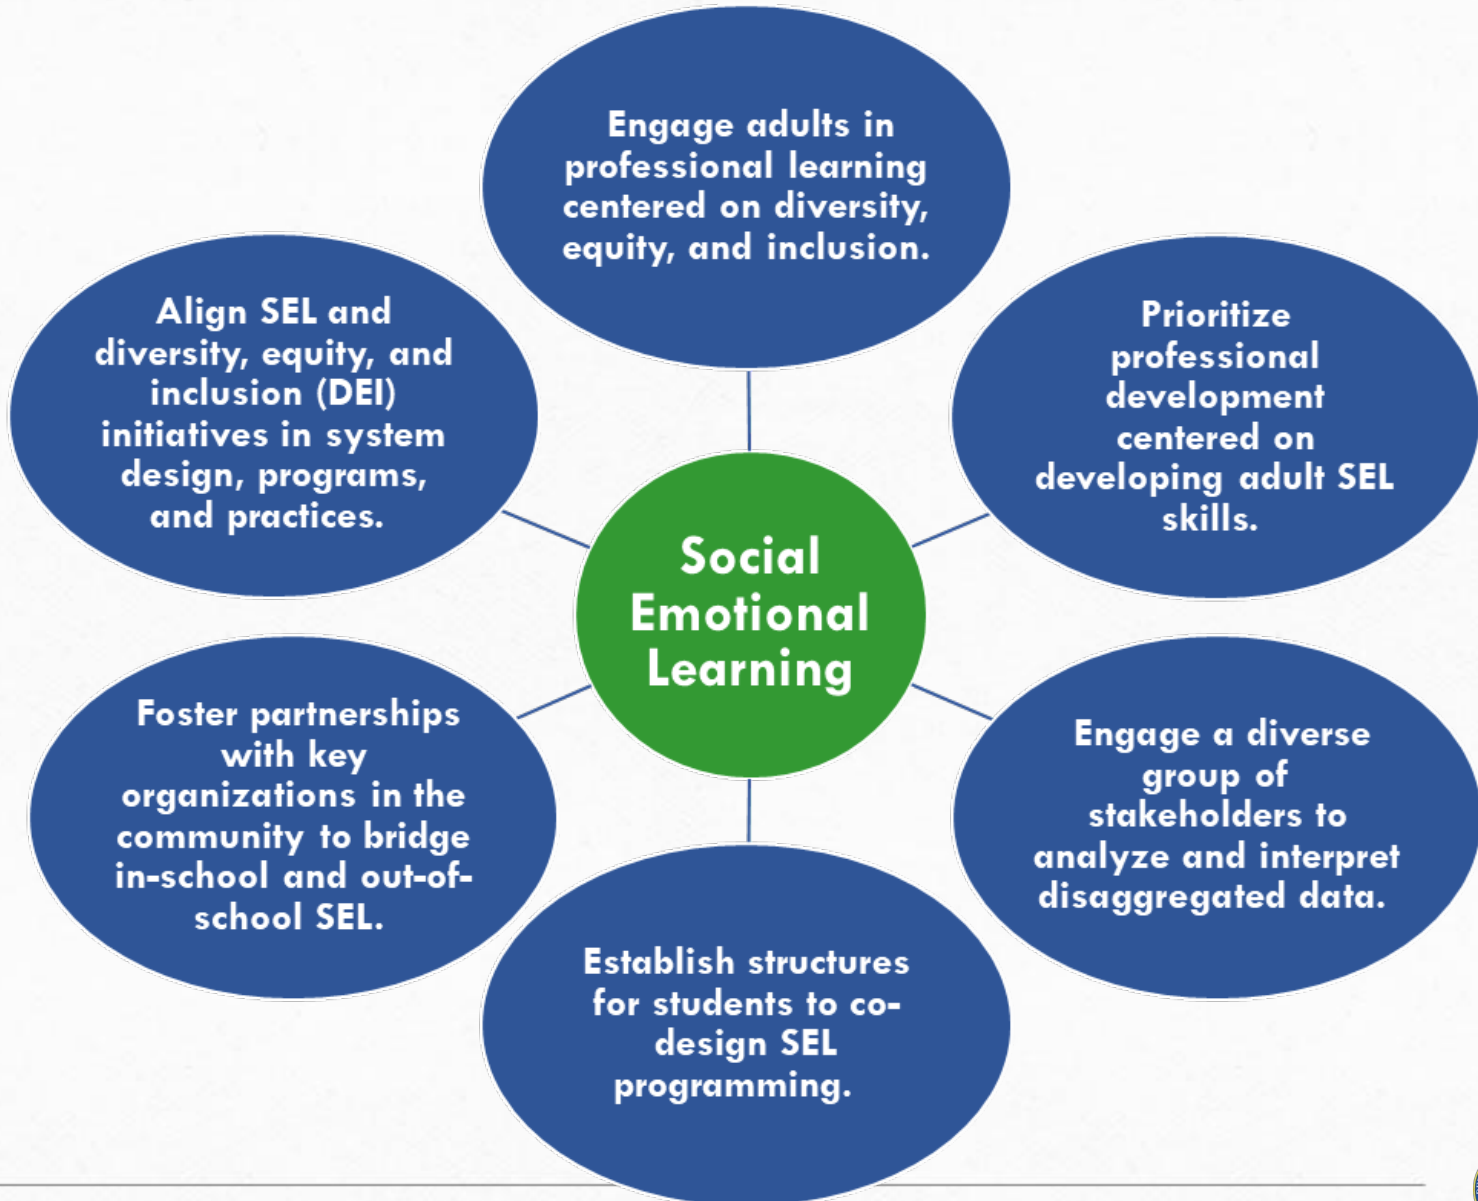 Engage adults in
professional learning
centered on diversity,
equity, and inclusion.
Prioritize
professional
development
centered on
developing adult SEL
skills.
Engage a diverse
group of
stakeholders to
analyze and interpret
disaggregated data.
Establish structures
for students to co-
design SEL
programming.
Foster partnerships
with key
organizations in the
community to bridge
in-school and out-of-
school SEL.
Align SEL and
diversity, equity, and
inclusion (DEI)
initiatives in system
design, programs,
and practices.
Social
Emotional
Learning